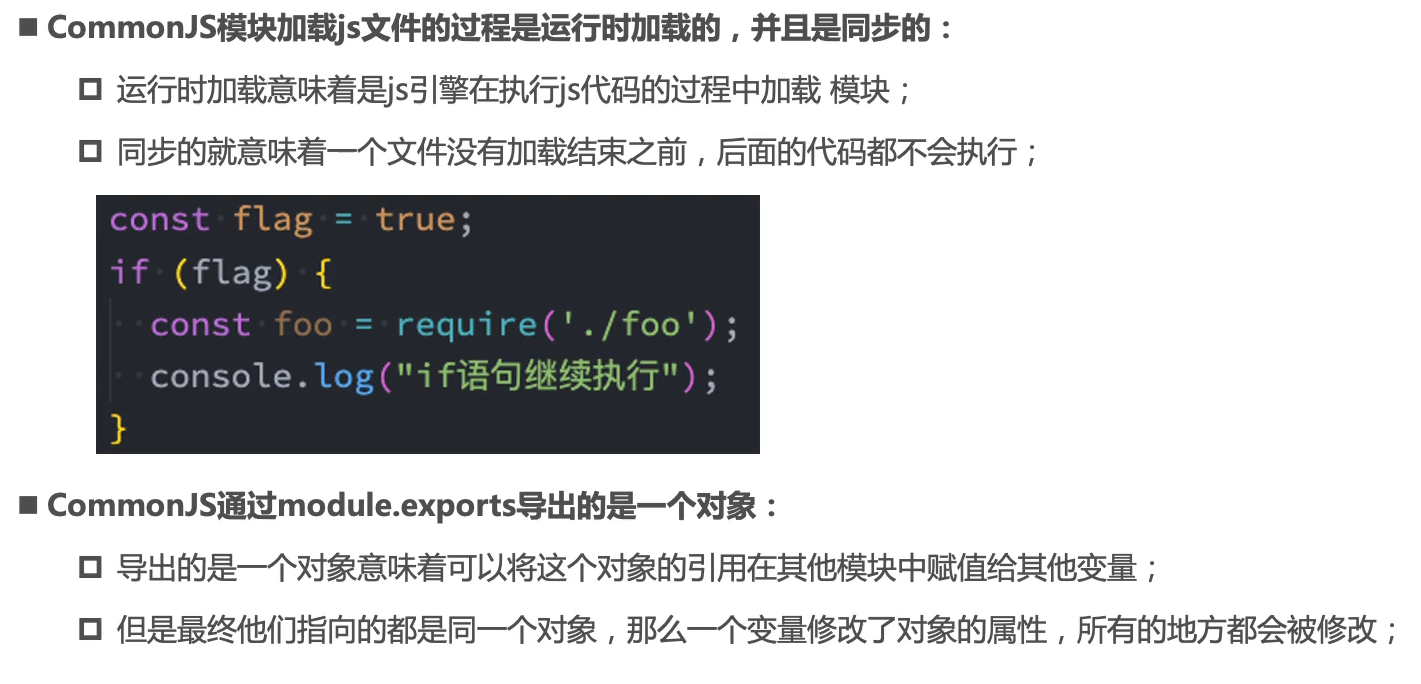 ■ CommonJS模块加载js文件的过程是运行时加载的，并且是同步的：
□ 运行时加载意味着是js引擎在执行js代码的过程中加载 模块；
□ 同步的就意味着一个文件没有加载结束之前，后面的代码都不会执行；
const flag = true;
if (flag) {
  const foo = require('./foo');
  console.log("if语句继续执行");
}
■ CommonJS通过module.exports导出的是一个对象：
□ 导出的是一个对象意味着可以将这个对象的引用在其他模块中赋值给其他变量；
□ 但是最终他们指向的都是同一个对象，那么一个变量修改了对象的属性，所有的地方都会被修改；